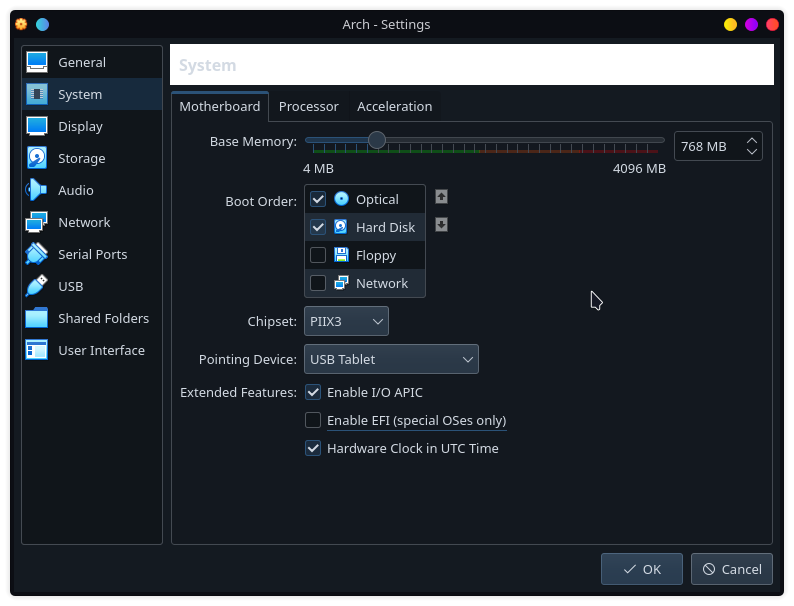 Arch - Settings
General
System
Display
Storage
Audio
Network
Serial Ports
USB
Shared Folders
User Interface
System
Motherboard Processor Acceleration
Base Memory: 768 MB
4 MB 4096 MB
Boot Order: Optical
Hard Disk
Floppy
Network
Chipset: PIIX3
Pointing Device: USB Tablet
Extended Features: Enable I/O APIC
Enable EFI (special OSes only)
Hardware Clock in UTC Time
OK Cancel